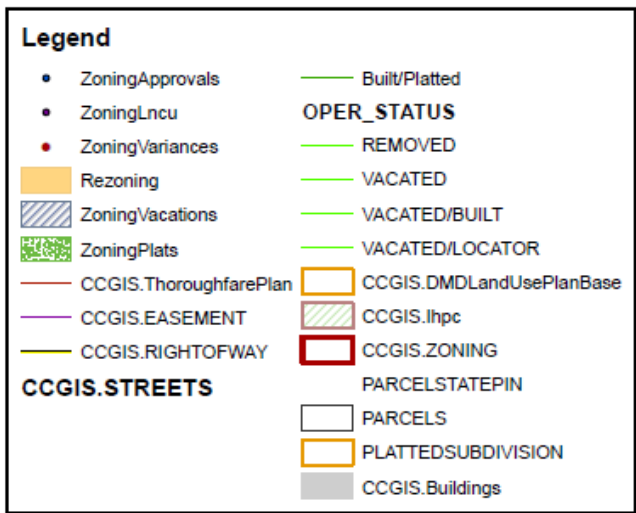 Legend
ZoningApprovals
ZoningLncu
ZoningVariances
Rezoning
ZoningVacations
ZoningPlats
CCGIS.ThoroughfarePlan
CCGIS.EASEMENT
CCGIS.RIGHTOFWAY
CCGIS.STREETS
Built/Platted
OPER_STATUS
REMOVED
VACATED
VACATED/BUILT
VACATED/LOCATOR
CCGIS.DMDLandUsePlanBase
CCGIS.Ihpc
CCGIS.ZONING
PARCELSTATEPIN
PARCELS
PLATTEDSUBDIVISION
CCGIS.Buildings